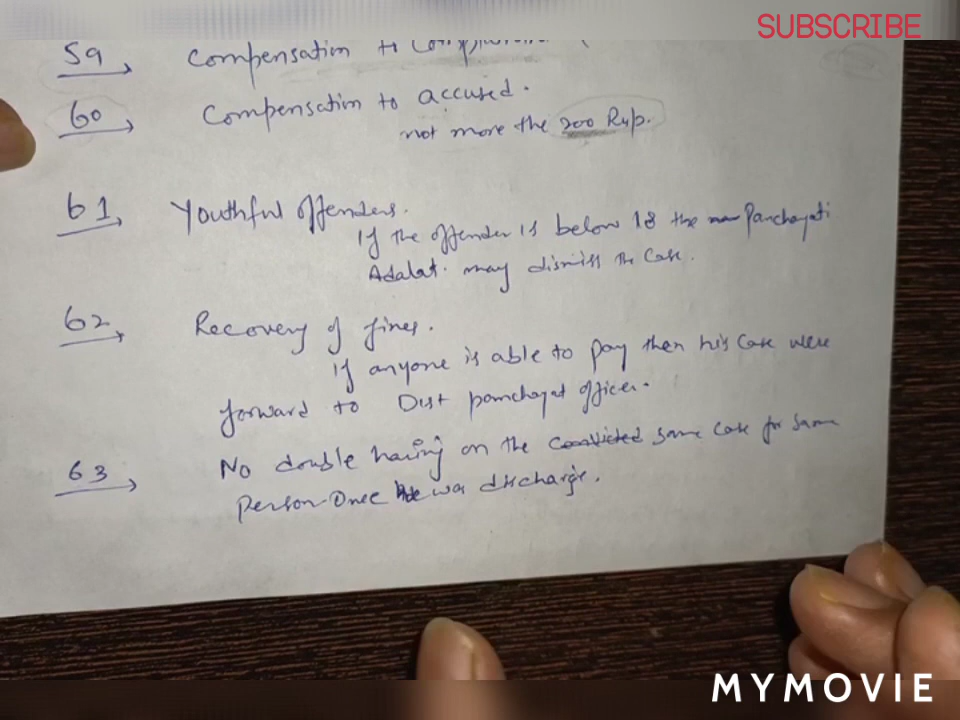 SUBSCRIBE
59 Compensation to
60 Compensation to accused.
not more the 200 Rup.
61, Youthful offenders.
If the offender is below 18 the Panchayati
Adalat. may dismiss the Case.
62 Recovery of fines.
If anyone is able to pay then his Case were
forward to Dist panchayat officer.
63 No double haring on the same case for same
person once he was discharge.
MYMOVIE